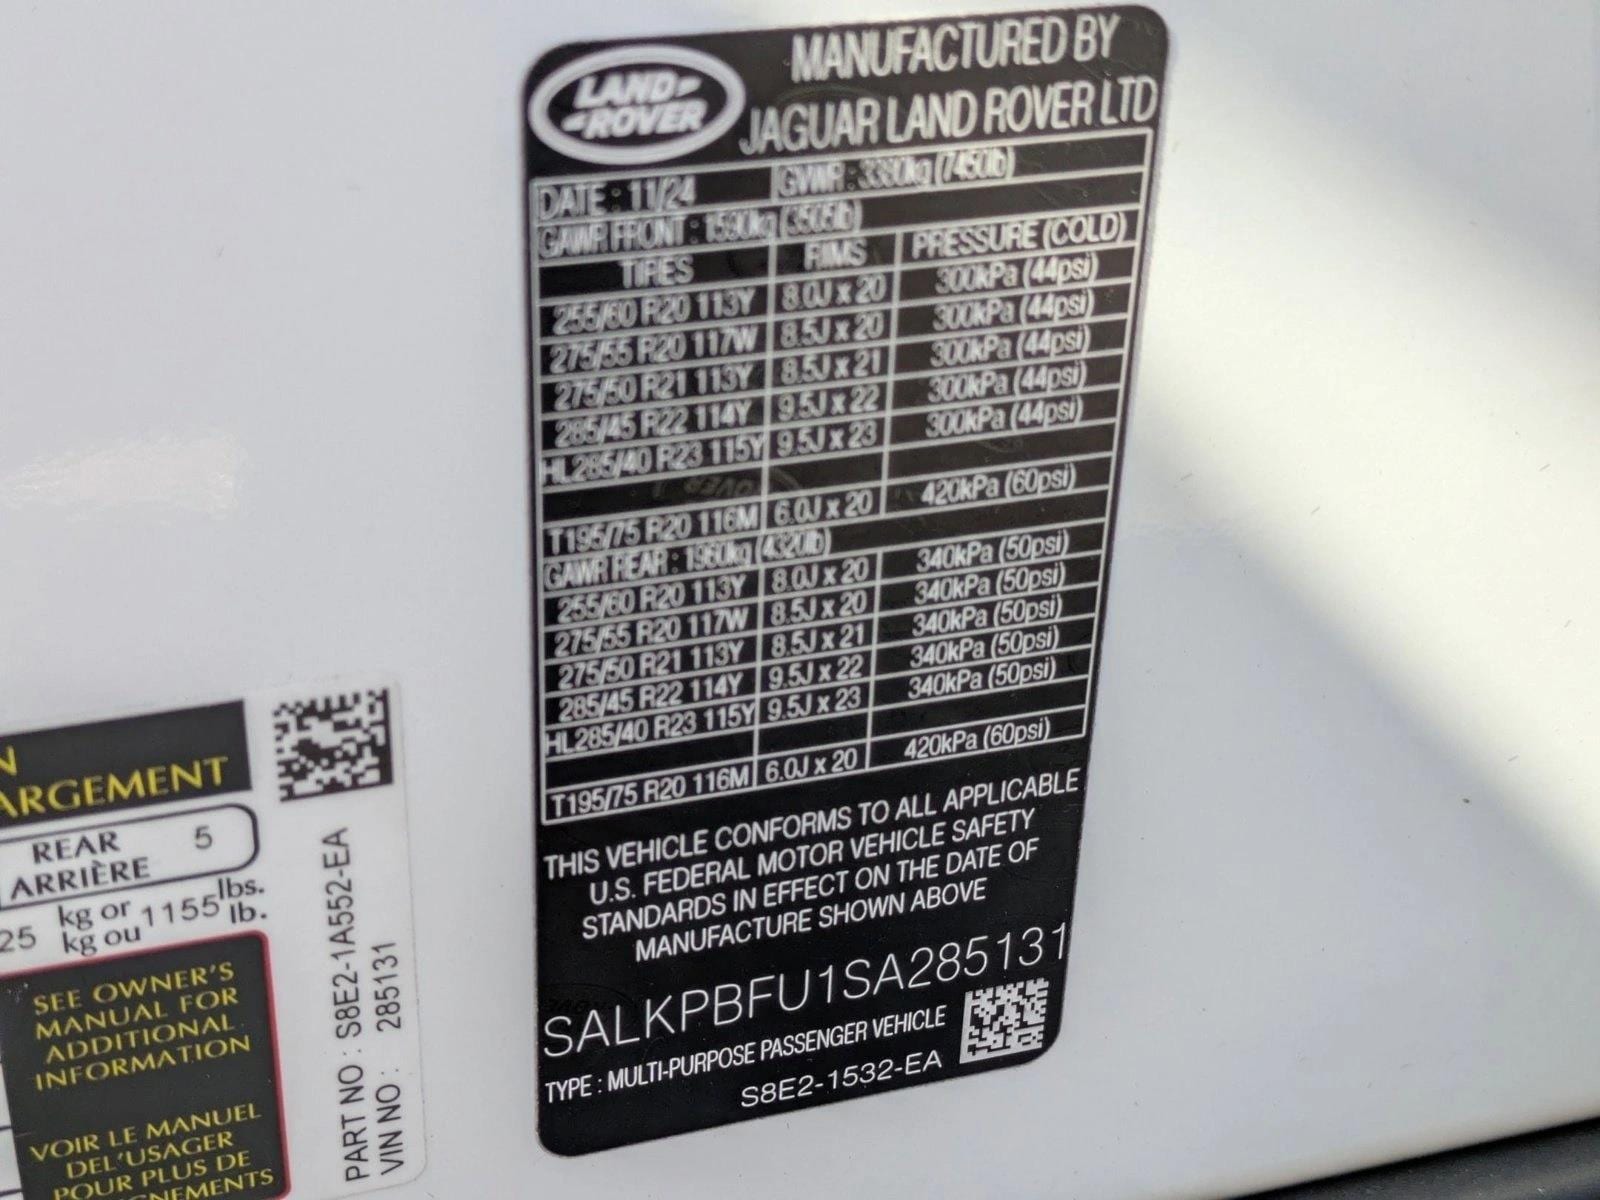 LAND
ROVER
MANUFACTURED BY
JAGUAR LAND ROVER LTD
DATE : 11/24 GVWR : 3380kg (7450lb)
GAWR FRONT : 1590kg (3505lb)
TIRES RIMS PRESSURE (COLD)
255/60 R20 113Y 8.0J x 20 300kPa (44psi)
275/55 R20 117W 8.5J x 20 300kPa (44psi)
275/50 R21 113Y 8.5J x 21 300kPa (44psi)
285/45 R22 114Y 9.5J x 22 300kPa (44psi)
HL285/40 R23 115Y 9.5J x 23 300kPa (44psi)
T195/75 R20 116M 6.0J x 20 420kPa (60psi)
GAWR REAR : 1960kg (4320lb)
255/60 R20 113Y 8.0J x 20 340kPa (50psi)
275/55 R20 117W 8.5J x 20 340kPa (50psi)
275/50 R21 113Y 8.5J x 21 340kPa (50psi)
285/45 R22 114Y 9.5J x 22 340kPa (50psi)
HL285/40 R23 115Y 9.5J x 23 340kPa (50psi)
T195/75 R20 116M 6.0J x 20 420kPa (60psi)
THIS VEHICLE CONFORMS TO ALL APPLICABLE
U.S. FEDERAL MOTOR VEHICLE SAFETY
STANDARDS IN EFFECT ON THE DATE OF
MANUFACTURE SHOWN ABOVE
SALKPBFU1SA285131
TYPE : MULTI-PURPOSE PASSENGER VEHICLE
S8E2-1532-EA
N
ARGEMENT
REAR 5
ARRIÈRE
25 kg or 1155 lbs.
kg ou lb.
SEE OWNER'S
MANUAL FOR
ADDITIONAL
INFORMATION
VOIR LE MANUEL
DEL'USAGER
POUR PLUS DE
GNEMENTS
PART NO : S8E2-1A552-EA
VIN NO : 285131